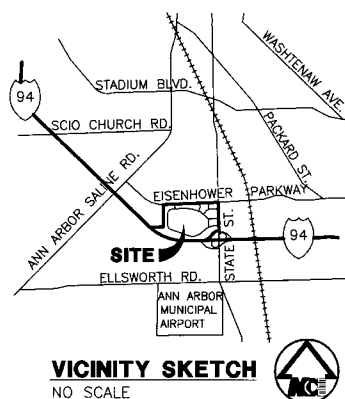 WASHTENAW AVE.
94
STADIUM BLVD.
PACKARD ST.
SCIO CHURCH RD.
ANN ARBOR SALINE RD.
EISENHOWER PARKWAY
STATE ST.
94
SITE
ELLSWORTH RD.
ANN ARBOR
MUNICIPAL
AIRPORT
VICINITY SKETCH
NO SCALE